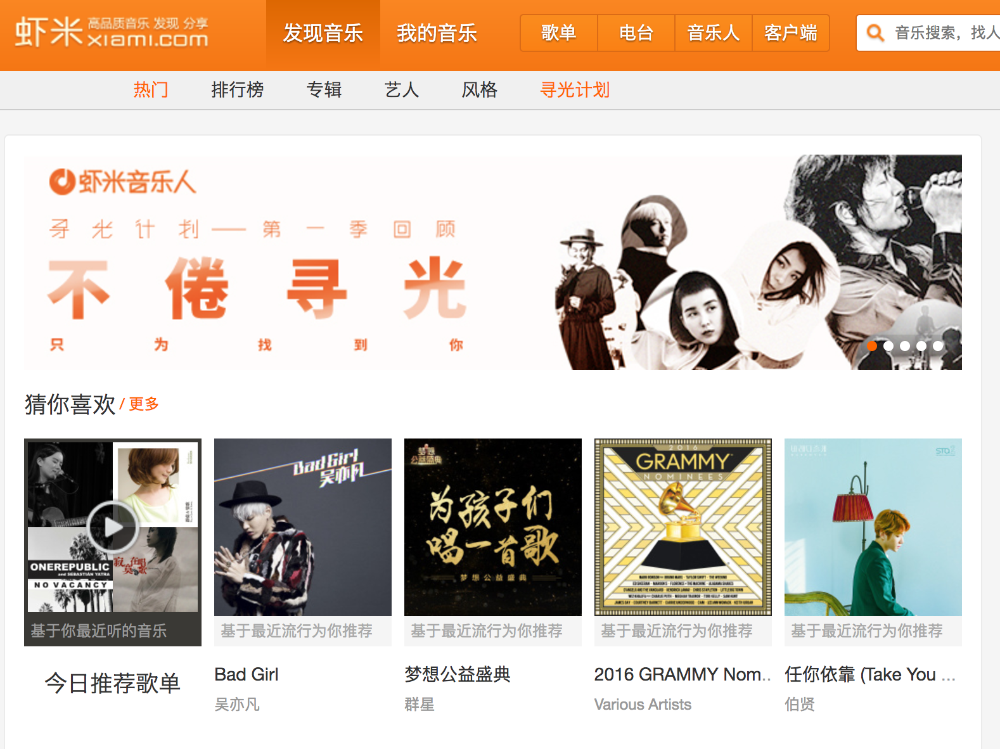 虾米 高品质音乐 发现 分享
xiami.com
发现音乐 我的音乐 歌单 电台 音乐人 客户端 音乐搜索，找人
热门 排行榜 专辑 艺人 风格 寻光计划
虾米音乐人
寻光计划——第一季回顾
不倦寻光
只为找到你
猜你喜欢 / 更多
ONEREPUBLIC
and SEBASTIÁN YATRA
NO VACANCY
寂寞在唱歌
基于你最近听的音乐
今日推荐歌单
Bad Girl
吴亦凡
基于最近流行为你推荐
Bad Girl
吴亦凡
梦想公益盛典
为孩子们
唱一首歌
梦想公益盛典
基于最近流行为你推荐
梦想公益盛典
群星
2016
GRAMMY
NOMINEES
基于最近流行为你推荐
2016 GRAMMY Nom...
Various Artists
STATION
基于最近流行为你推荐
任你依靠 (Take You ...
伯贤